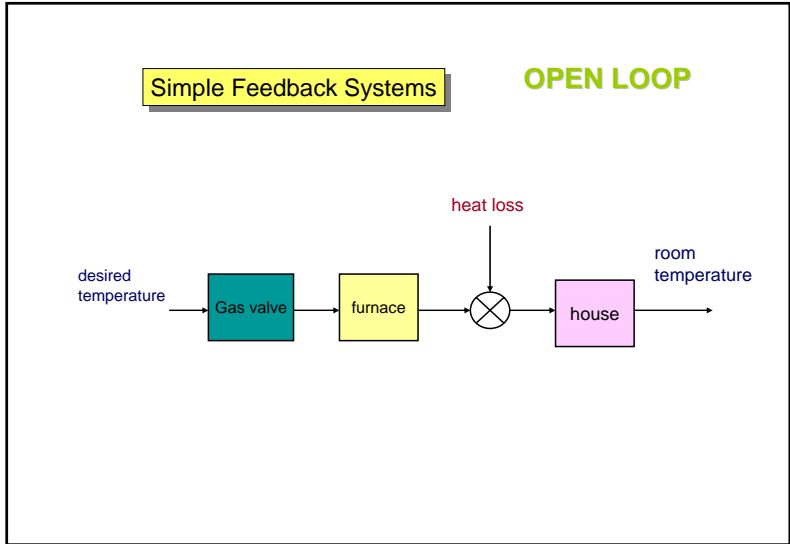 Simple Feedback Systems
OPEN LOOP
heat loss
desired
temperature
Gas valve
furnace
house
room
temperature